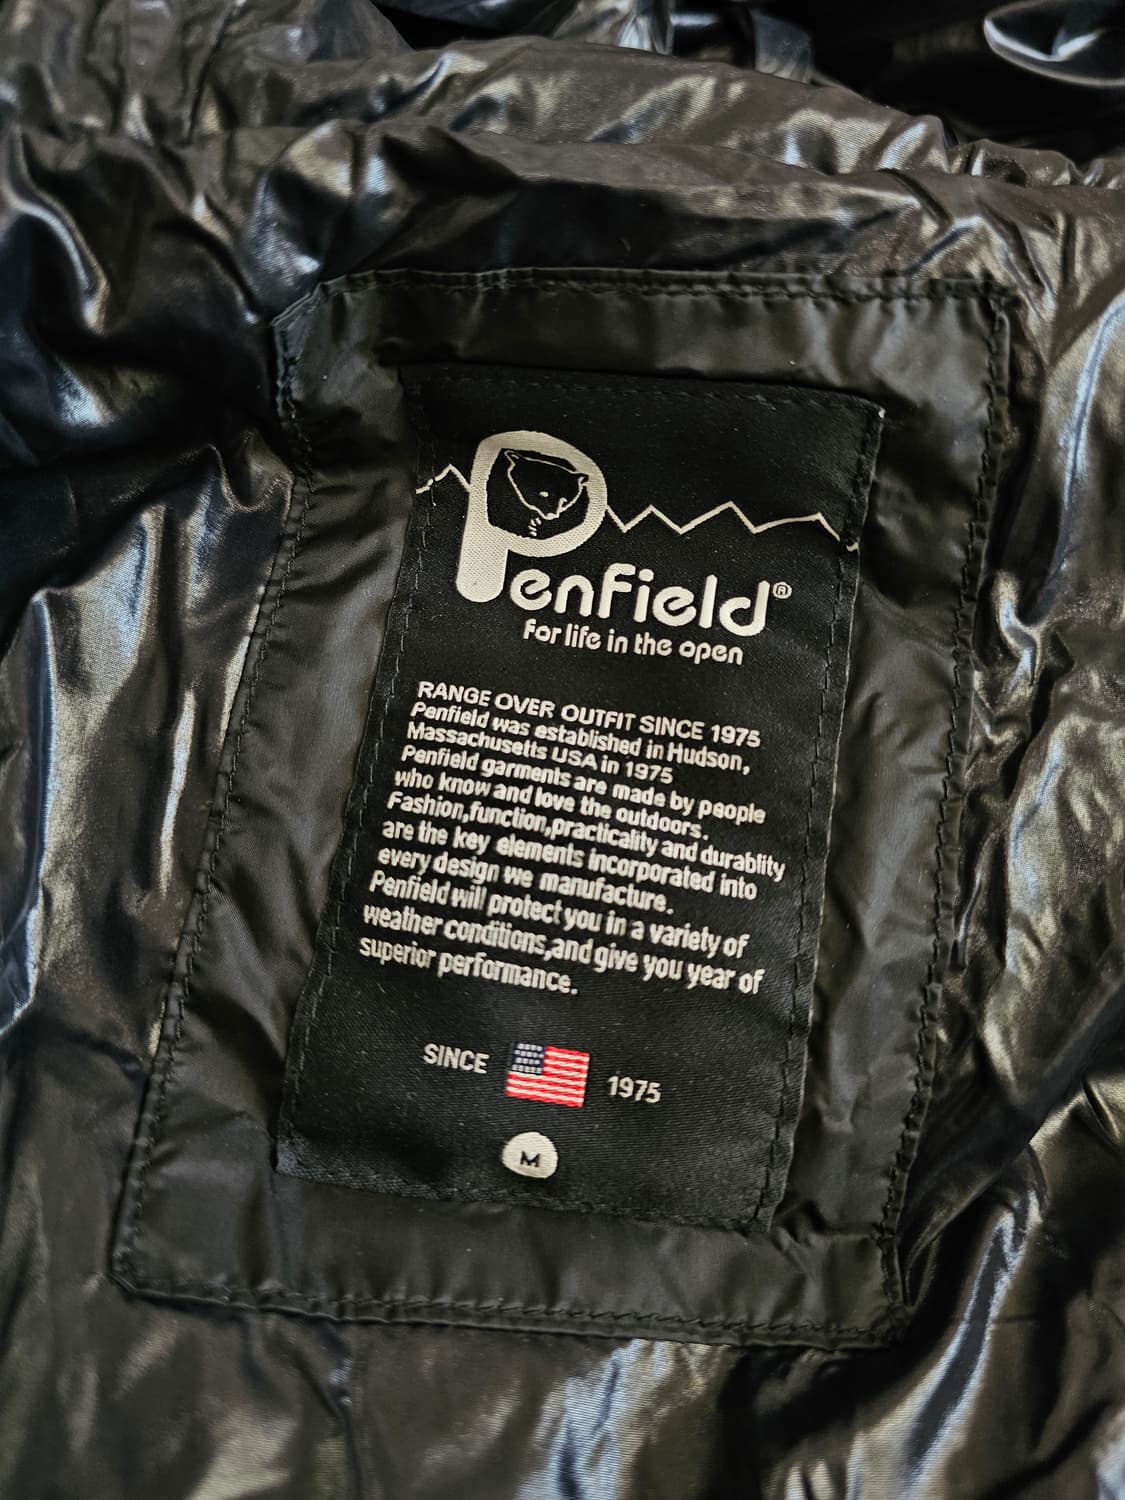 Penfield®
for life in the open
RANGE OVER OUTFIT SINCE 1975
Penfield was established in Hudson,
Massachusetts USA in 1975
Penfield garments are made by people
who know and love the outdoors.
Fashion,function,practicality and durablity
are the key elements incorporated into
every design we manufacture.
Penfield will protect you in a variety of
weather conditions,and give you year of
superior performance.
SINCE 1975
M